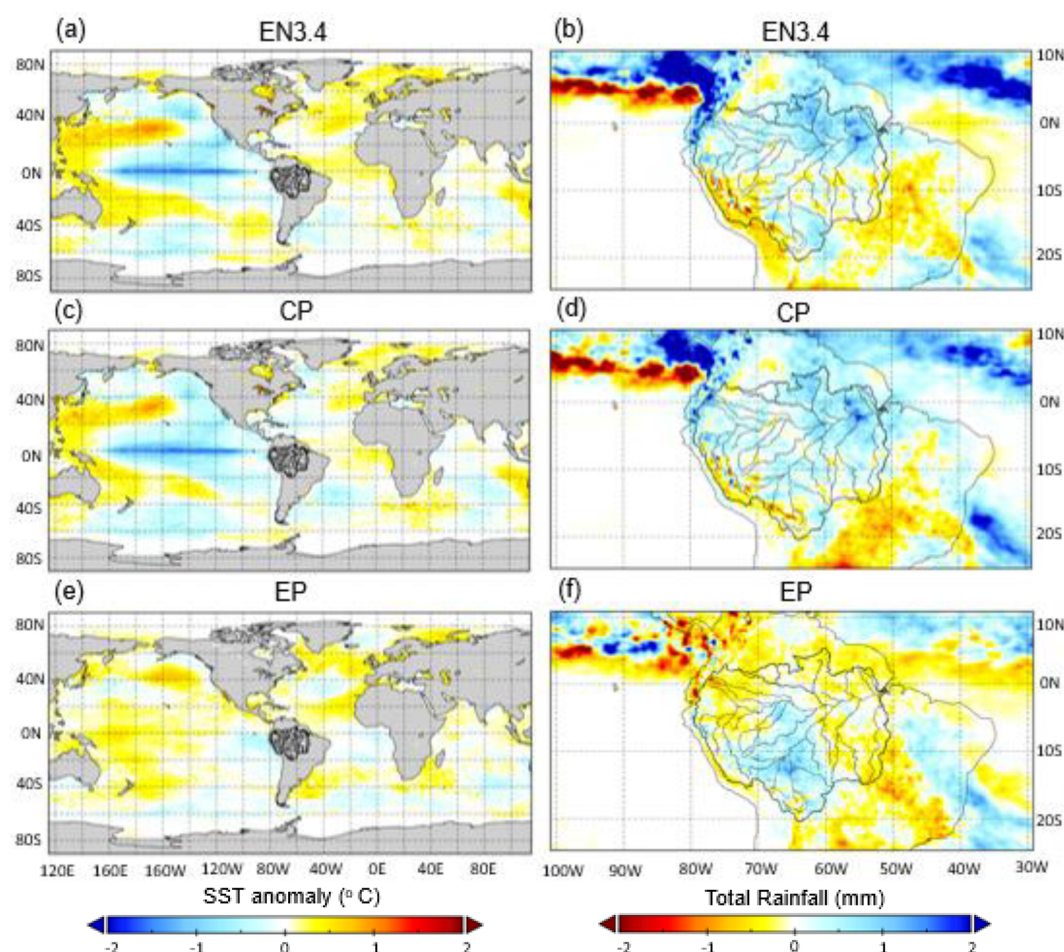 (a) EN3.4
80N
40N
0N
40S
80S
(b) EN3.4
10N
0N
10S
20S
(c) CP
80N
40N
0N
40S
80S
(d) CP
10N
0N
10S
20S
(e) EP
80N
40N
0N
40S
80S
120E 160E 160W 120W 80W 40W 0E 40E 80E
(f) EP
10N
0N
10S
20S
100W 90W 80W 70W 60W 50W 40W 30W
SST anomaly (° C)
-2 -1 0 1 2
Total Rainfall (mm)
-2 -1 0 1 2